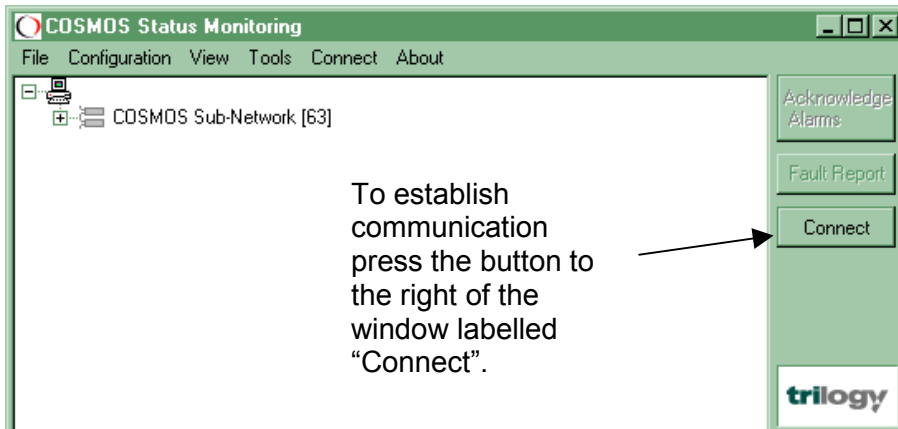 COSMOS Status Monitoring
File Configuration View Tools Connect About
COSMOS Sub-Network [63]
Acknowledge
Alarms
Fault Report
Connect
To establish
communication
press the button to
the right of the
window labelled
“Connect”.
trilogy